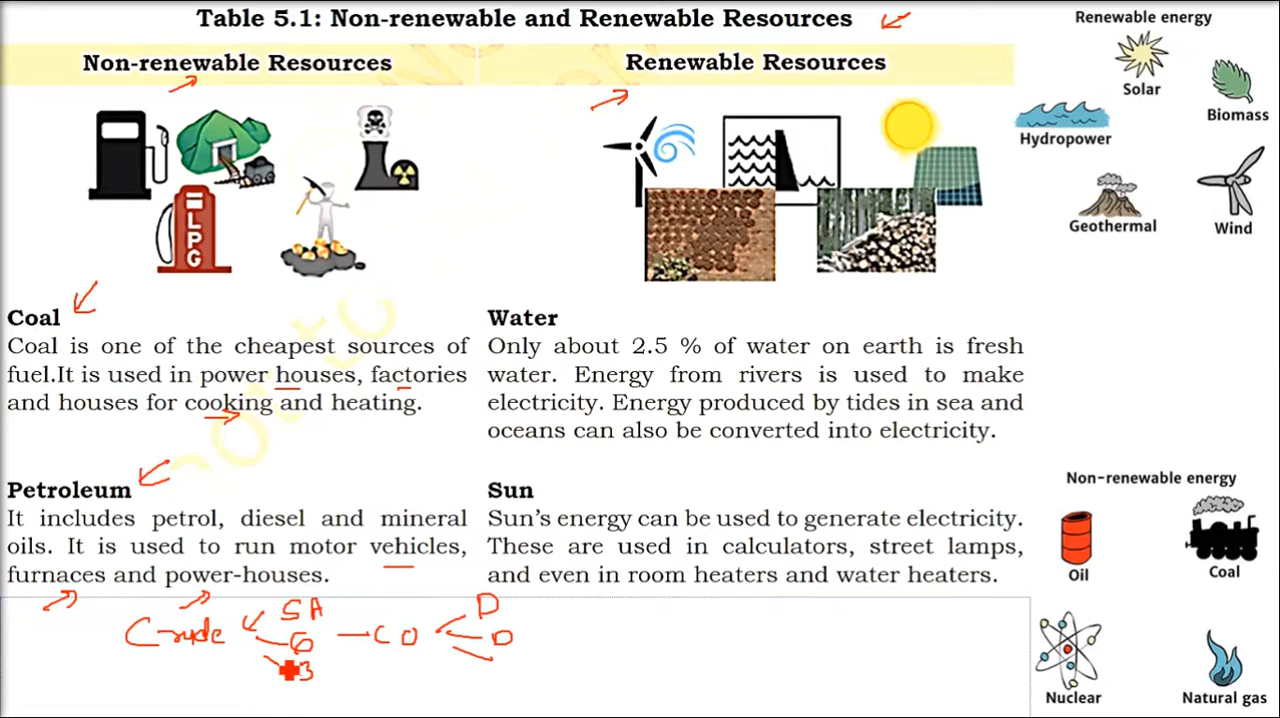 Table 5.1: Non-renewable and Renewable Resources
Non-renewable Resources
Renewable Resources
LPG
Coal
Coal is one of the cheapest sources of
fuel.It is used in power houses, factories
and houses for cooking and heating.
Water
Only about 2.5 % of water on earth is fresh
water. Energy from rivers is used to make
electricity. Energy produced by tides in sea and
oceans can also be converted into electricity.
Petroleum
It includes petrol, diesel and mineral
oils. It is used to run motor vehicles,
furnaces and power-houses.
Sun
Sun's energy can be used to generate electricity.
These are used in calculators, street lamps,
and even in room heaters and water heaters.
Crude
SA
CO
D
D
Renewable energy
Solar
Biomass
Hydropower
Geothermal
Wind
Non-renewable energy
Oil
Coal
Nuclear
Natural gas